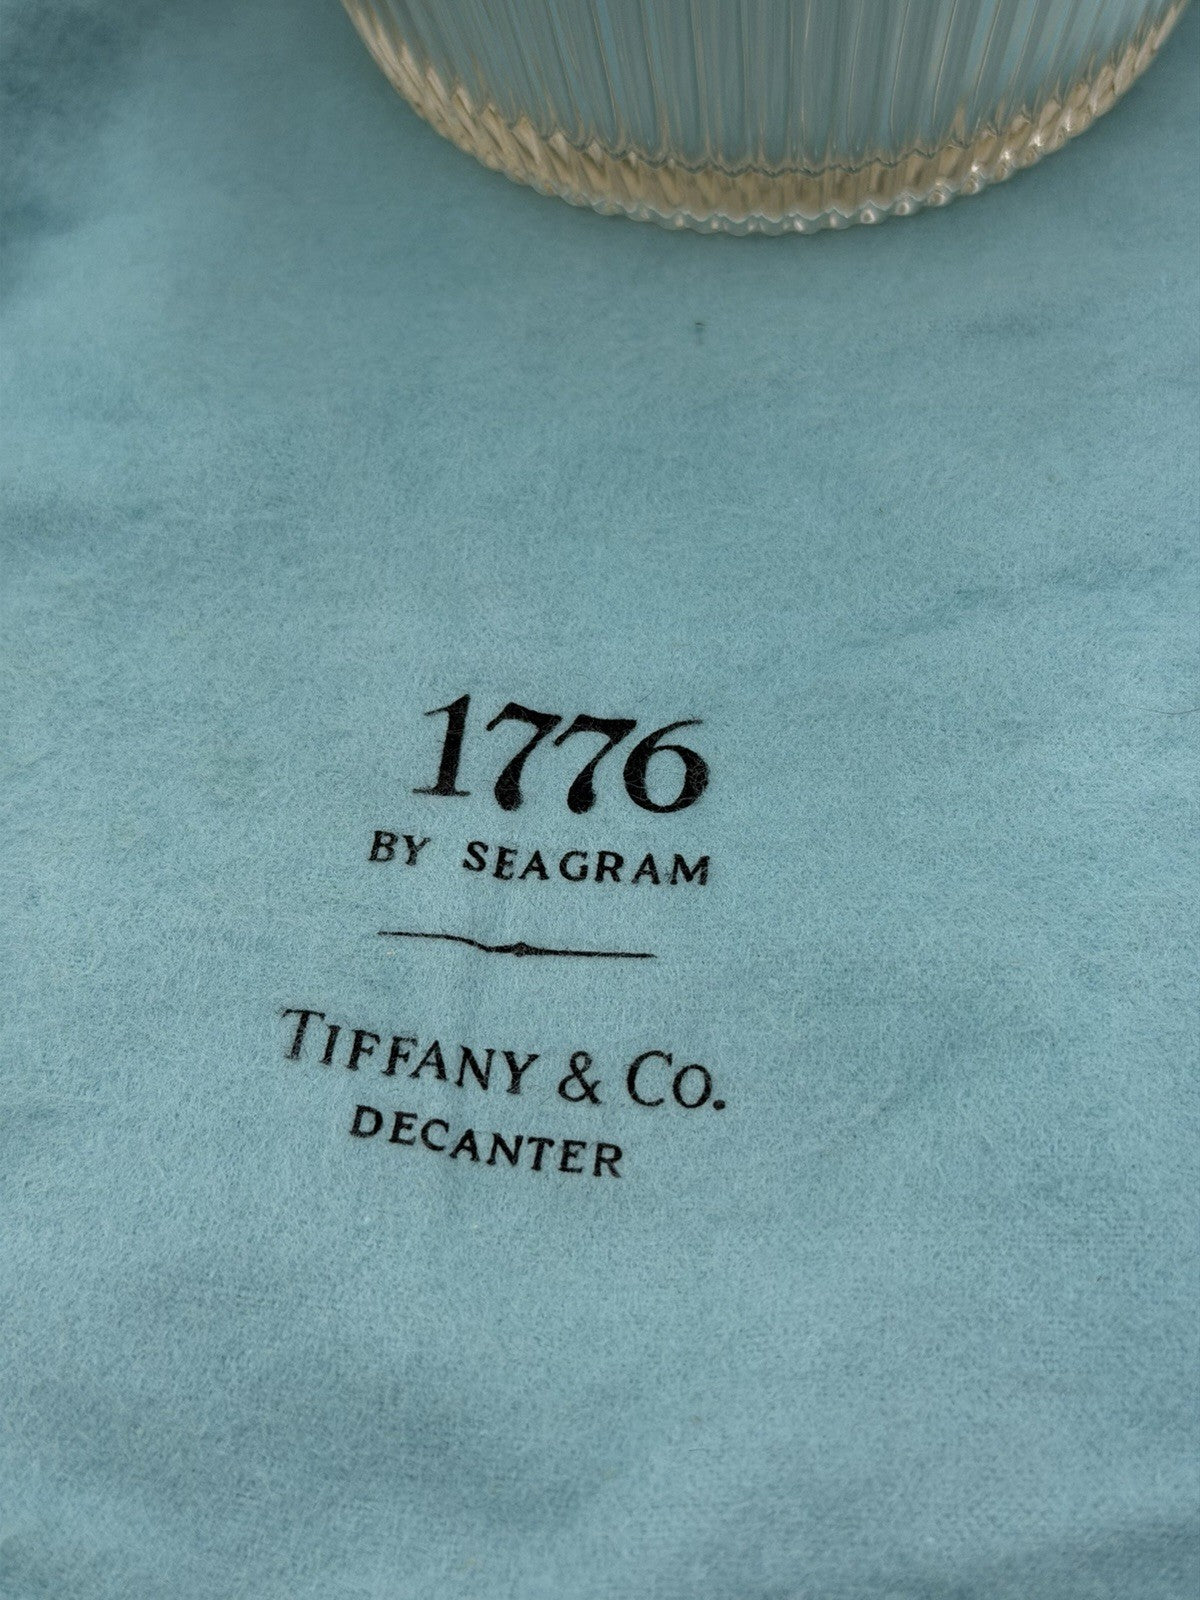 1776
BY SEAGRAM
TIFFANY & CO.
DECANTER